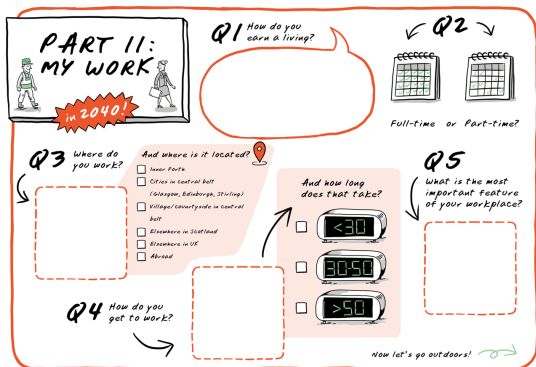 PART II:
MY WORK
in 2040!
Q1 How do you
earn a living?
Q2
Full-time or Part-time?
Q3 Where do
you work?
And where is it located?
Inner Forth
Cities in central belt
(Glasgow, Edinburgh, Stirling)
Village/Countryside in central
belt
Elsewhere in Scotland
Elsewhere in UK
Abroad
Q4 How do you
get to work?
And how long
does that take?
<30
30-50
>50
Q5
What is the most
important feature
of your workplace?
Now let's go outdoors!